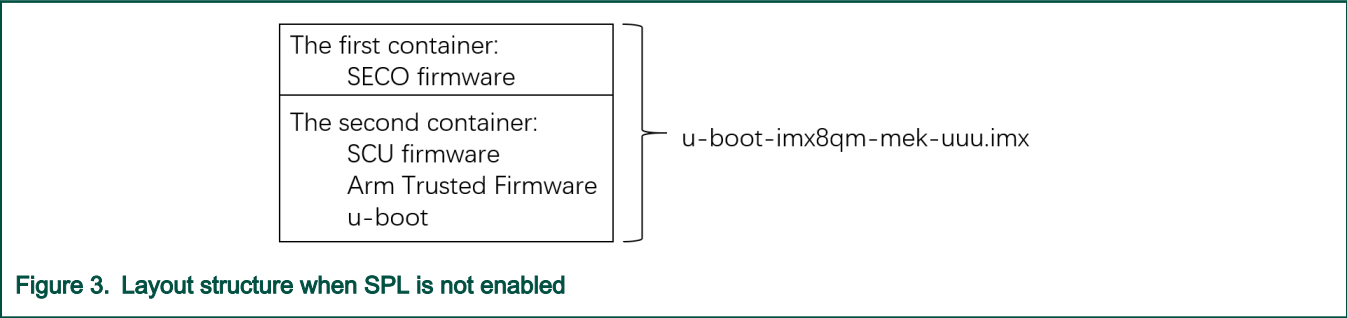 The first container:
SECO firmware
The second container:
SCU firmware
Arm Trusted Firmware
u-boot
u-boot-imx8qm-mek-uuu.imx
Figure 3. Layout structure when SPL is not enabled